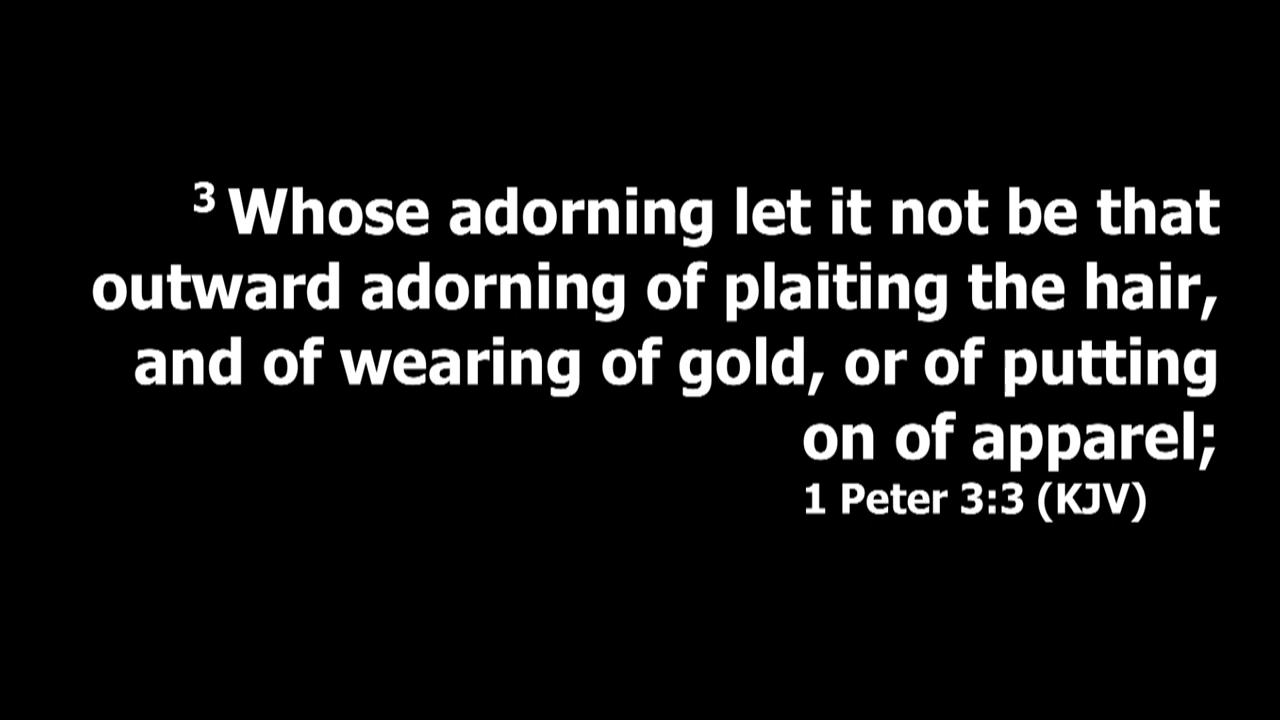 3 Whose adorning let it not be that
outward adorning of plaiting the hair,
and of wearing of gold, or of putting
on of apparel;
1 Peter 3:3 (KJV)